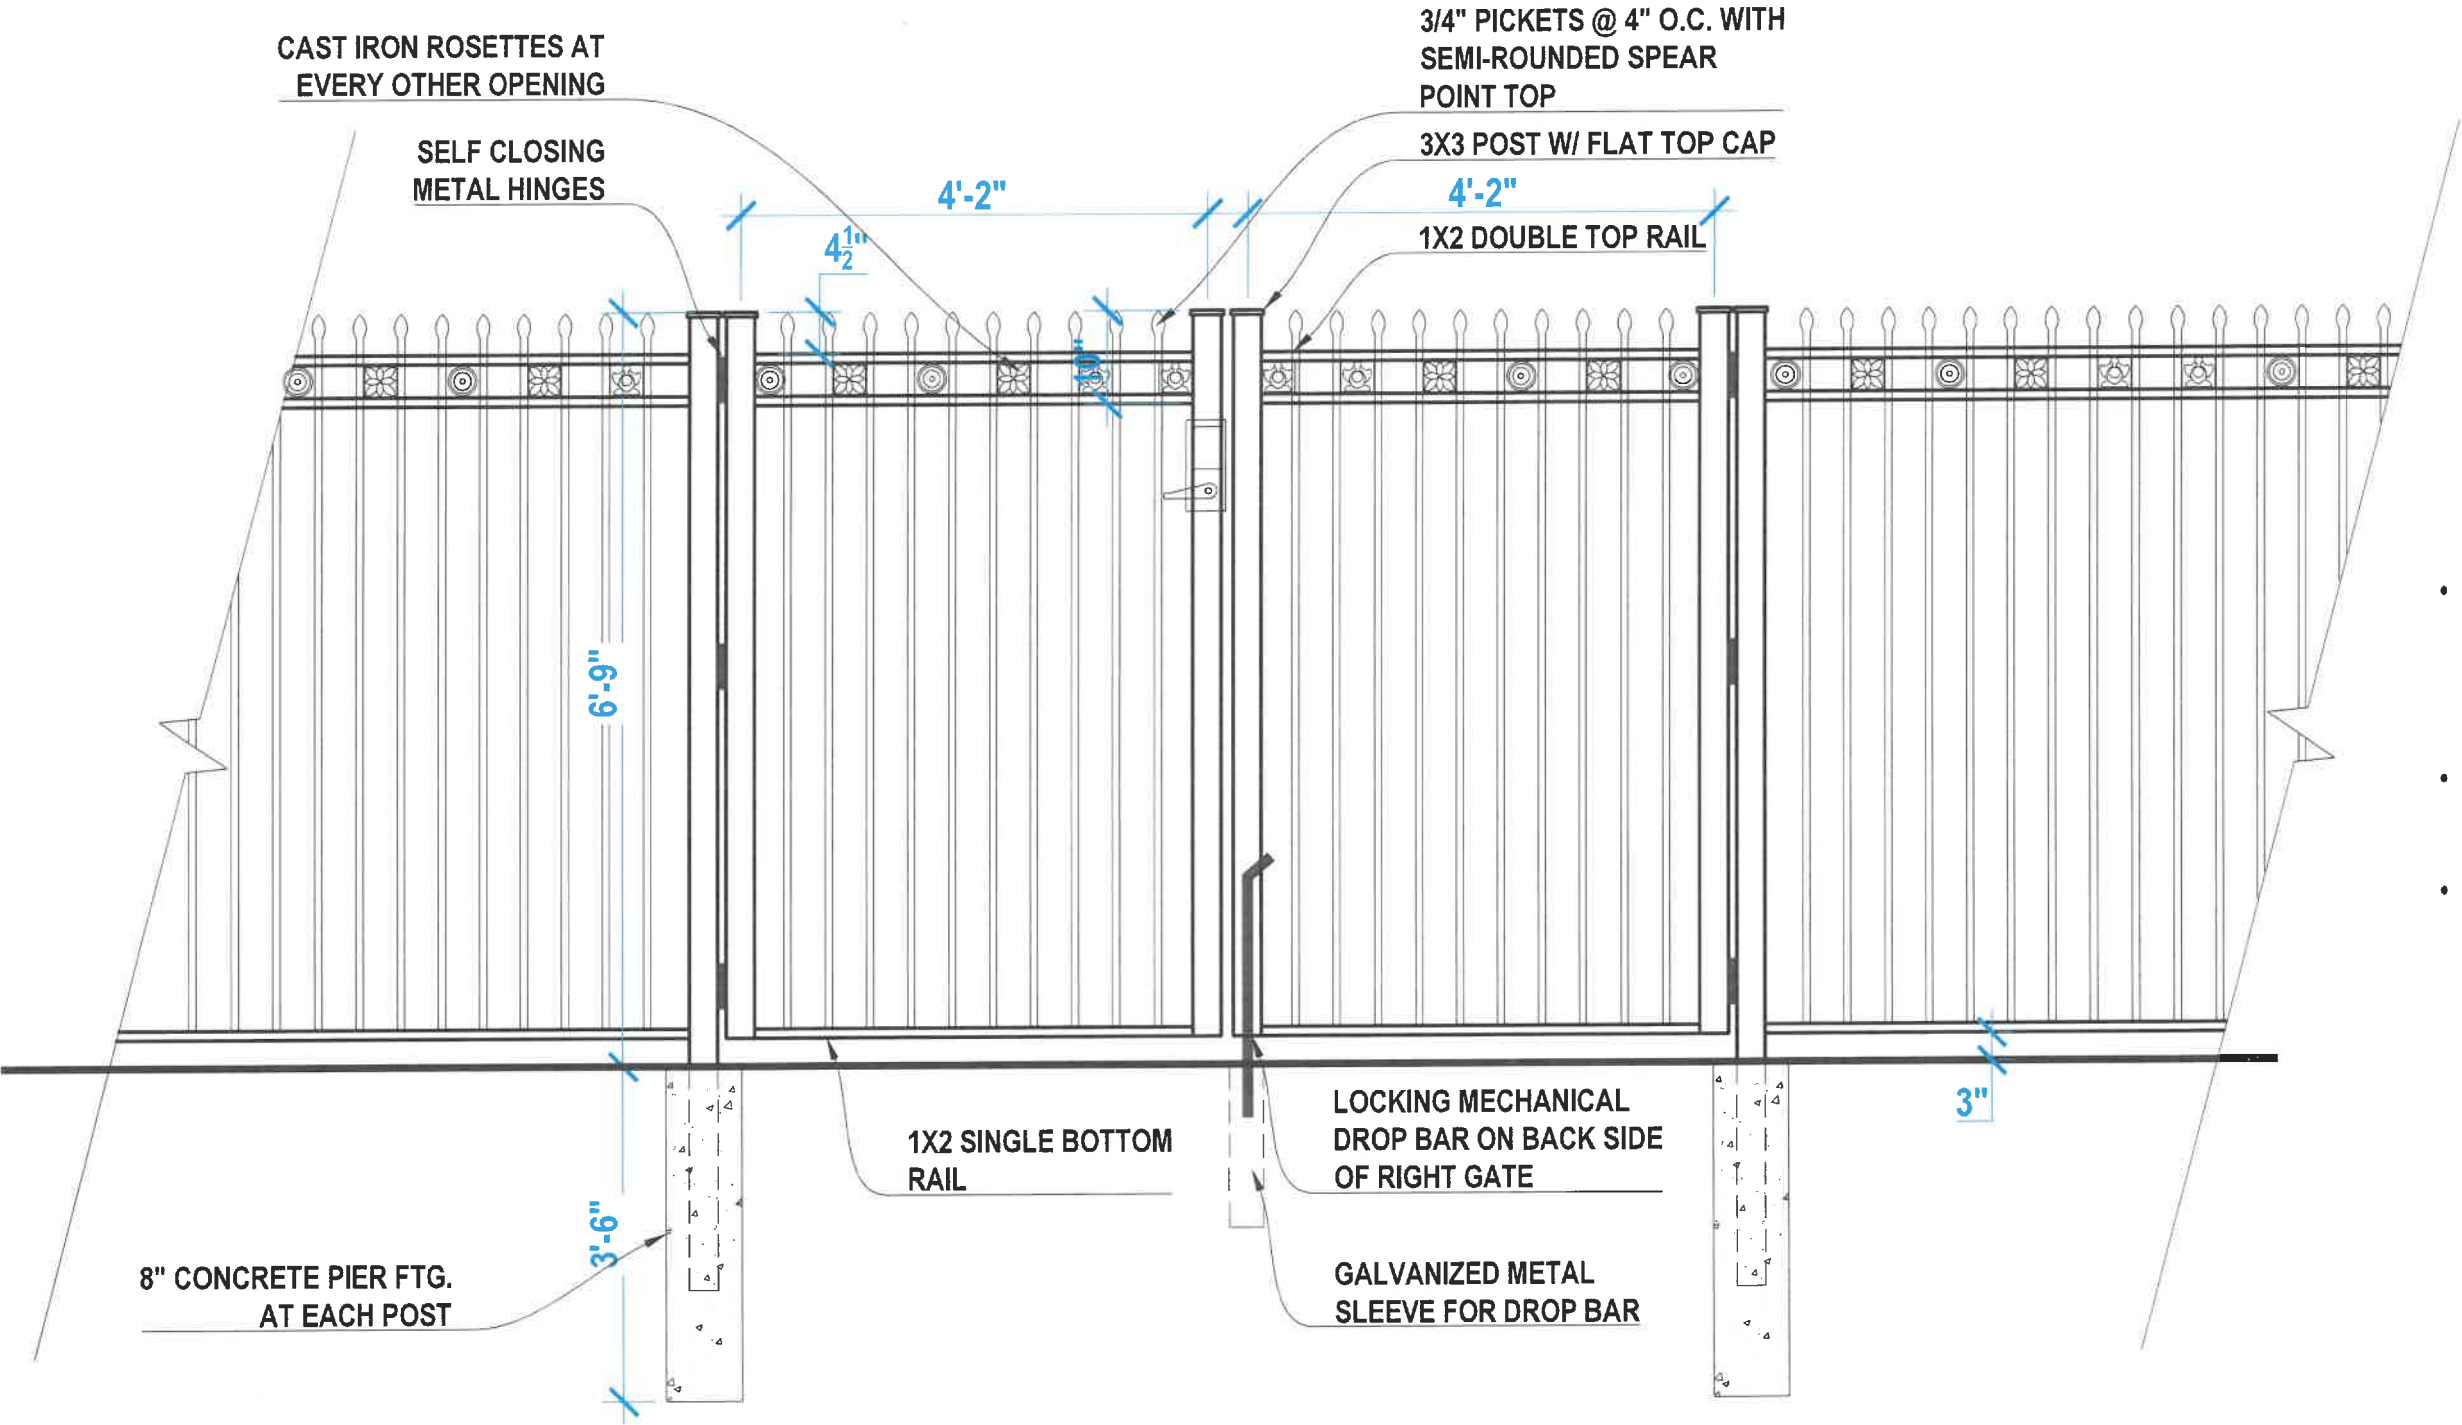 CAST IRON ROSETTES AT
EVERY OTHER OPENING
SELF CLOSING
METAL HINGES
3/4" PICKETS @ 4" O.C. WITH
SEMI-ROUNDED SPEAR
POINT TOP
3X3 POST W/ FLAT TOP CAP
1X2 DOUBLE TOP RAIL
4'-2"
4'-2"
4 1/2"
10"
6'-9"
3'-6"
3"
1X2 SINGLE BOTTOM
RAIL
LOCKING MECHANICAL
DROP BAR ON BACK SIDE
OF RIGHT GATE
GALVANIZED METAL
SLEEVE FOR DROP BAR
8" CONCRETE PIER FTG.
AT EACH POST